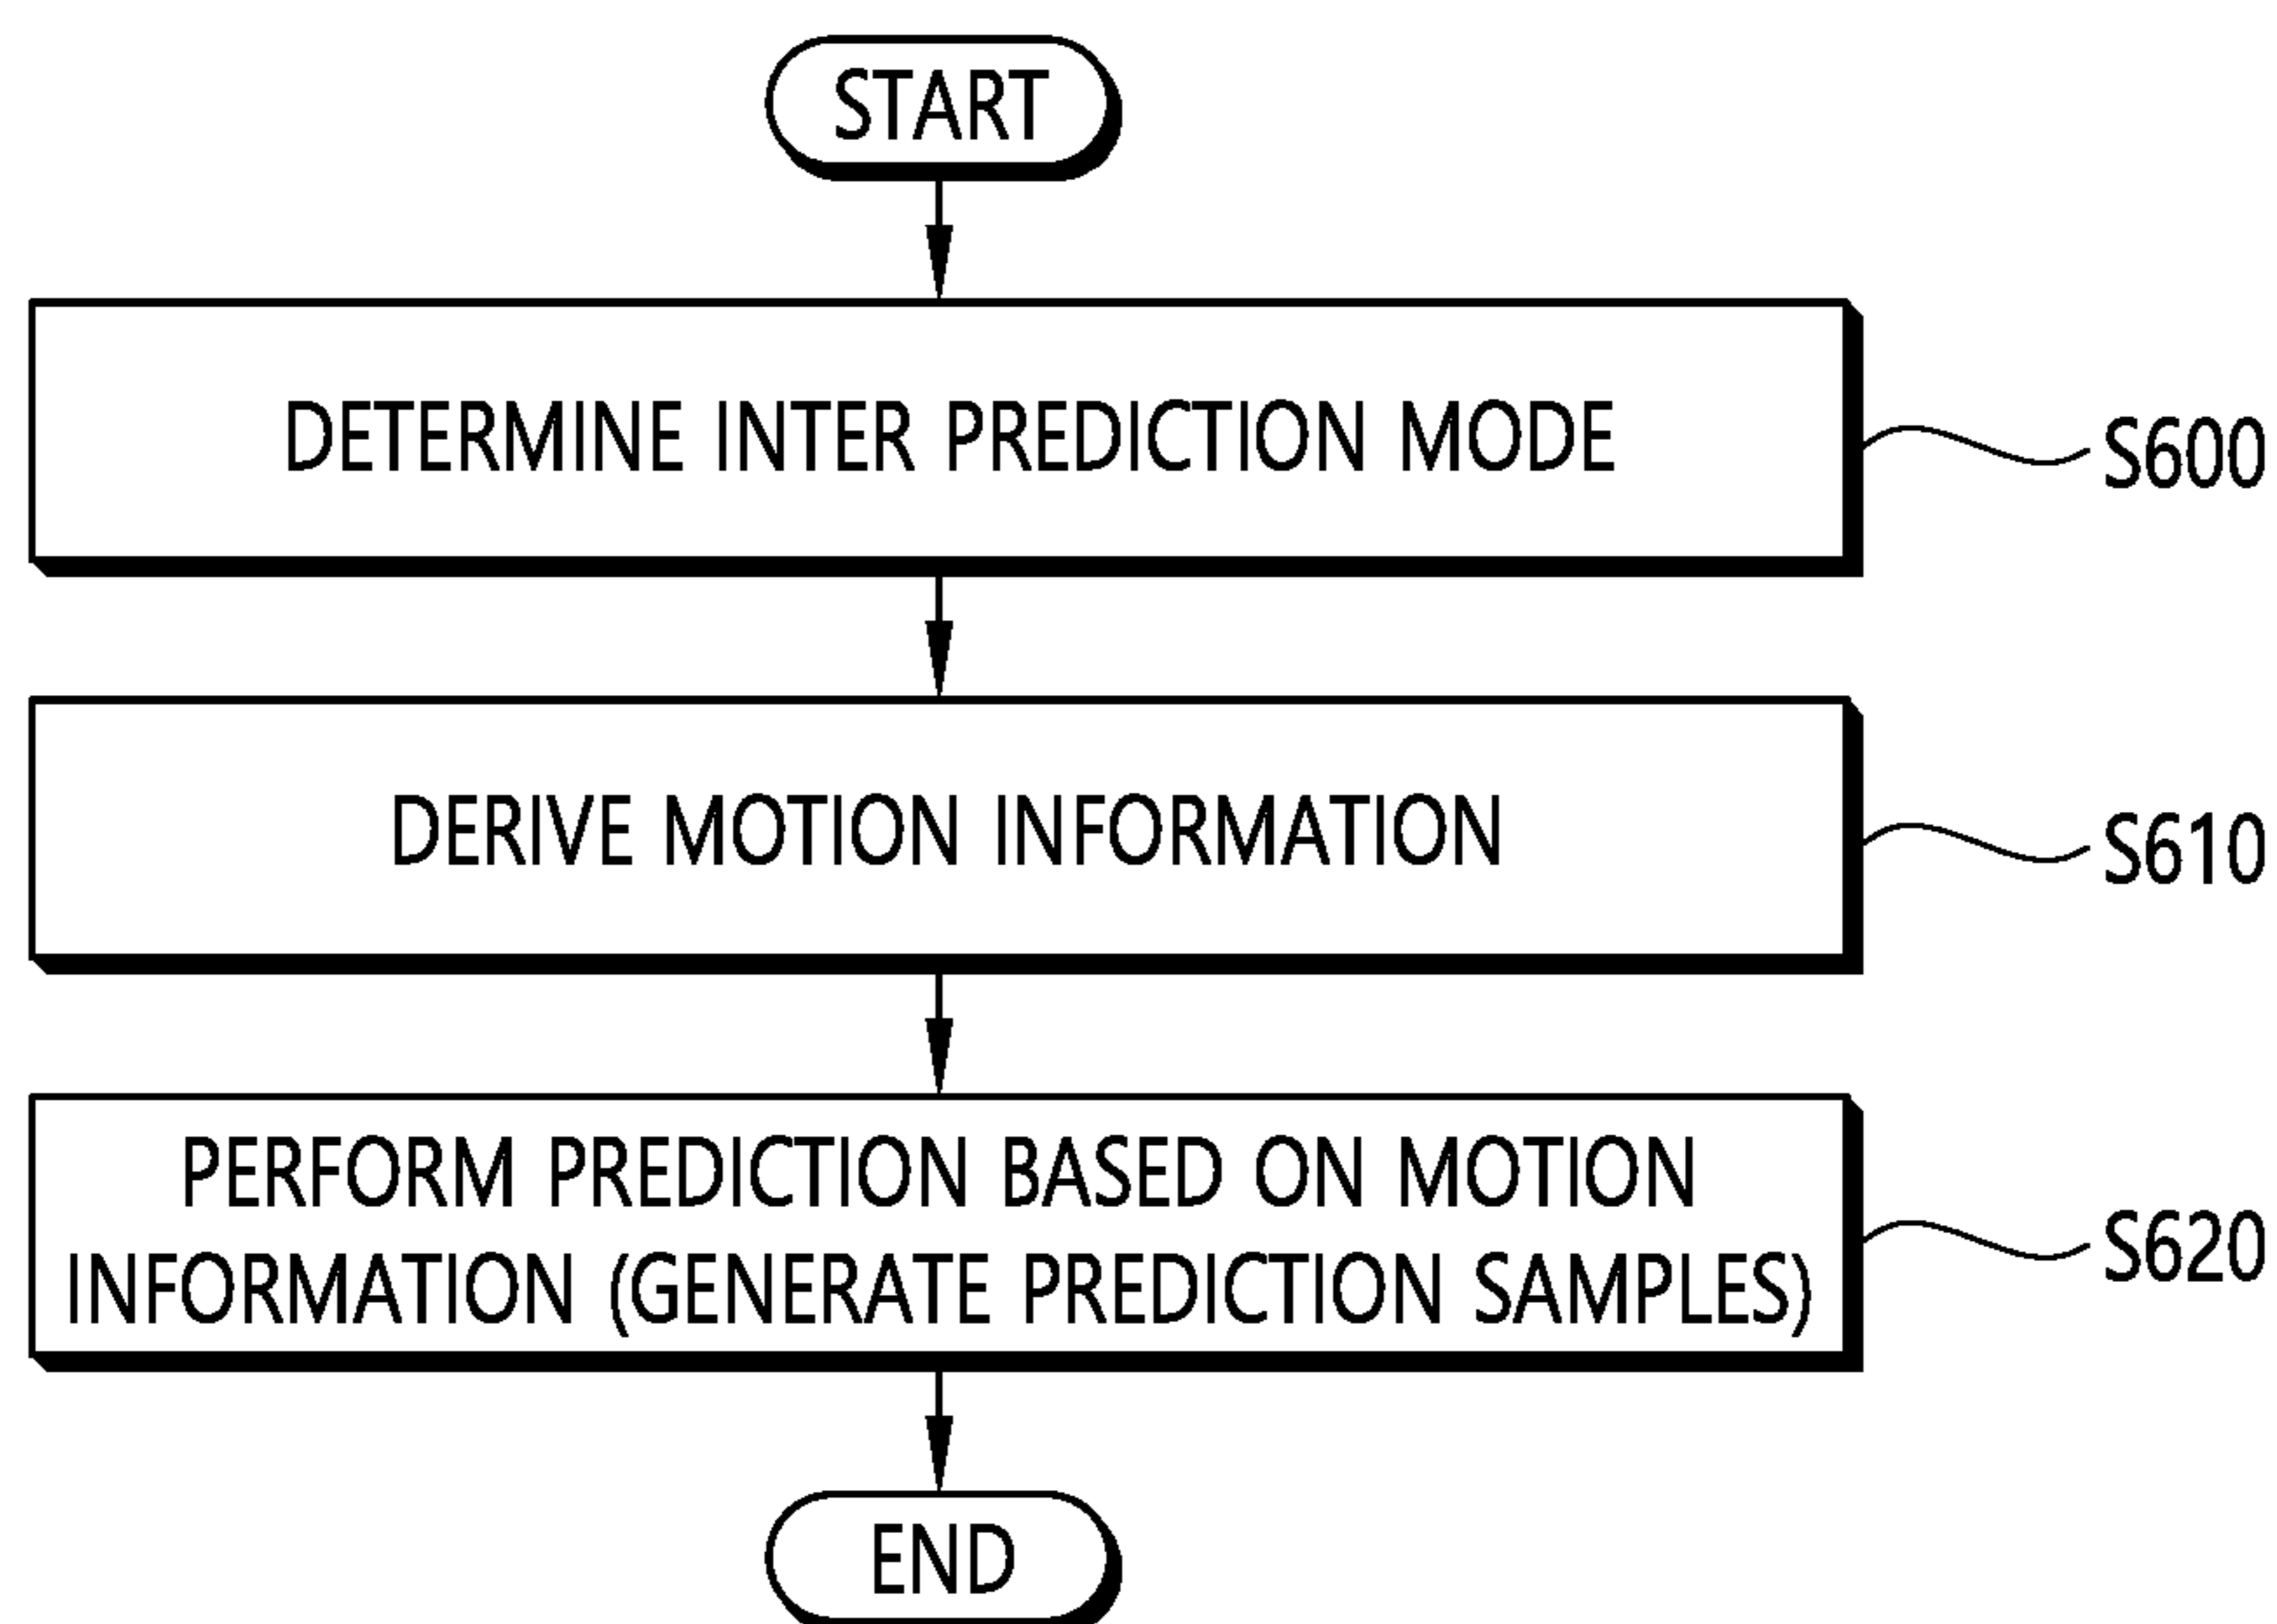 START
DETERMINE INTER PREDICTION MODE
S600
DERIVE MOTION INFORMATION
S610
PERFORM PREDICTION BASED ON MOTION
INFORMATION (GENERATE PREDICTION SAMPLES)
S620
END